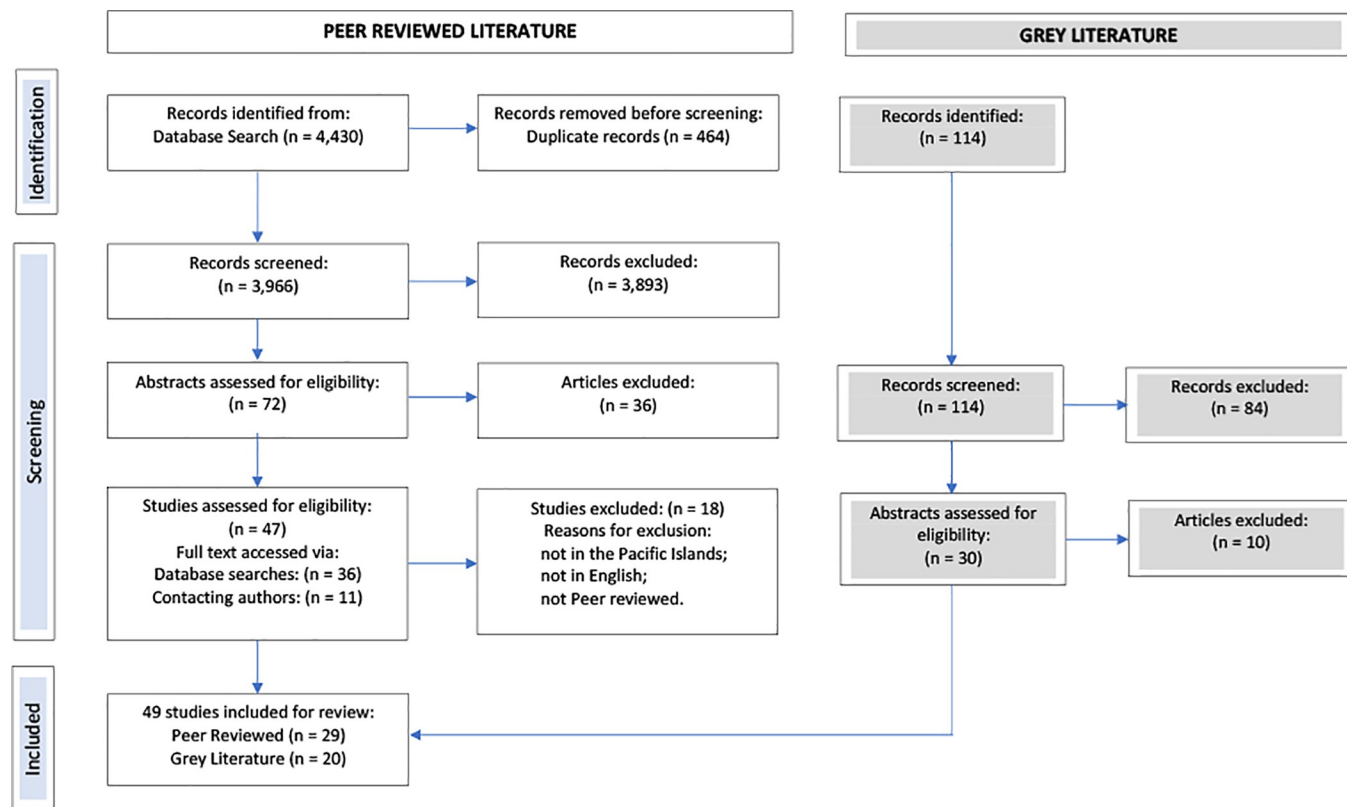 PEER REVIEWED LITERATURE
GREY LITERATURE
Identification
Records identified from:
Database Search (n = 4,430)
Records removed before screening:
Duplicate records (n = 464)
Records identified:
(n = 114)
Screening
Records screened:
(n = 3,966)
Records excluded:
(n = 3,893)
Abstracts assessed for eligibility:
(n = 72)
Articles excluded:
(n = 36)
Records screened:
(n = 114)
Records excluded:
(n = 84)
Studies assessed for eligibility:
(n = 47)
Full text accessed via:
Database searches: (n = 36)
Contacting authors: (n = 11)
Studies excluded: (n = 18)
Reasons for exclusion:
not in the Pacific Islands;
not in English;
not Peer reviewed.
Abstracts assessed for
eligibility:
(n = 30)
Articles excluded:
(n = 10)
Included
49 studies included for review:
Peer Reviewed (n = 29)
Grey Literature (n = 20)